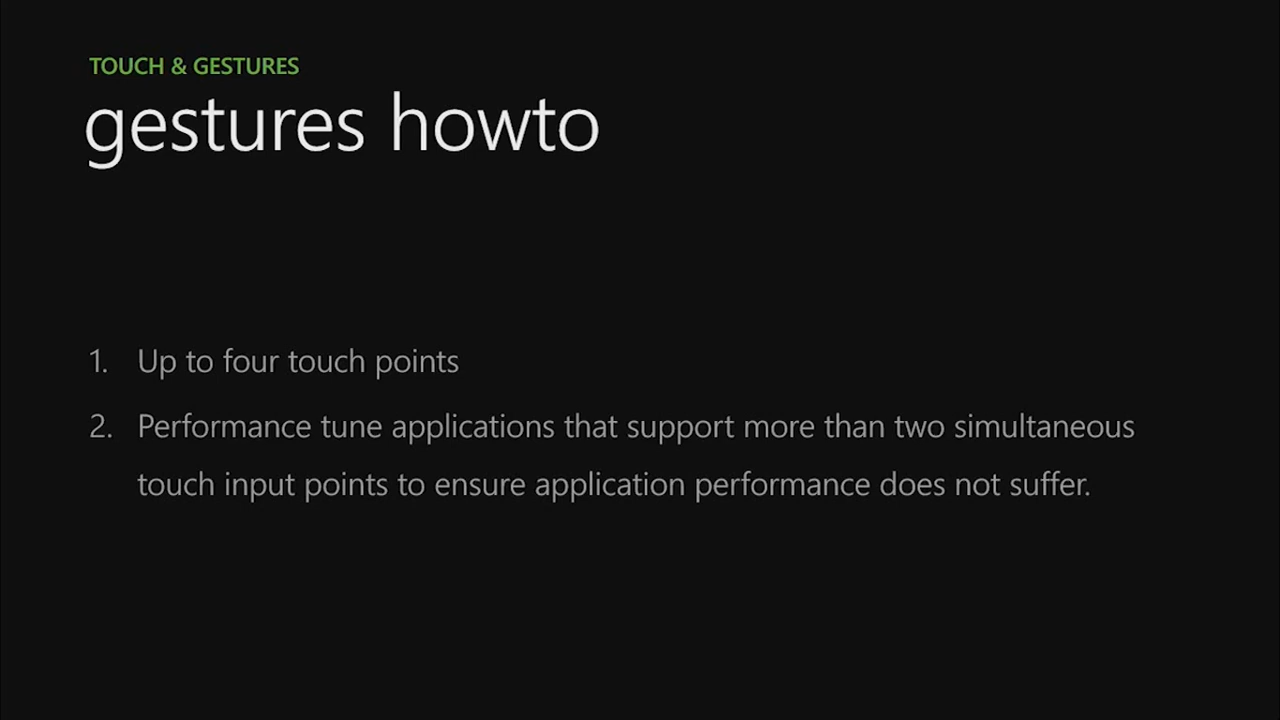 TOUCH & GESTURES
gestures howto
1. Up to four touch points
2. Performance tune applications that support more than two simultaneous
touch input points to ensure application performance does not suffer.